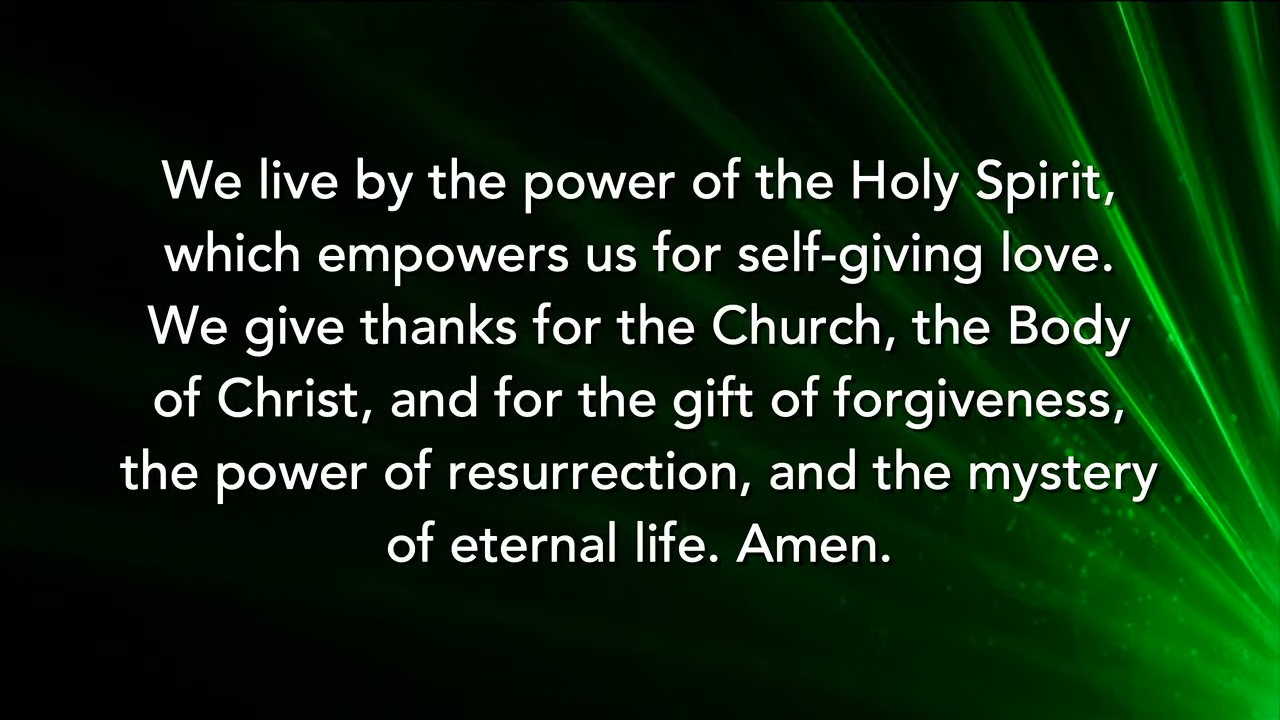 We live by the power of the Holy Spirit,
which empowers us for self-giving love.
We give thanks for the Church, the Body
of Christ, and for the gift of forgiveness,
the power of resurrection, and the mystery
of eternal life. Amen.